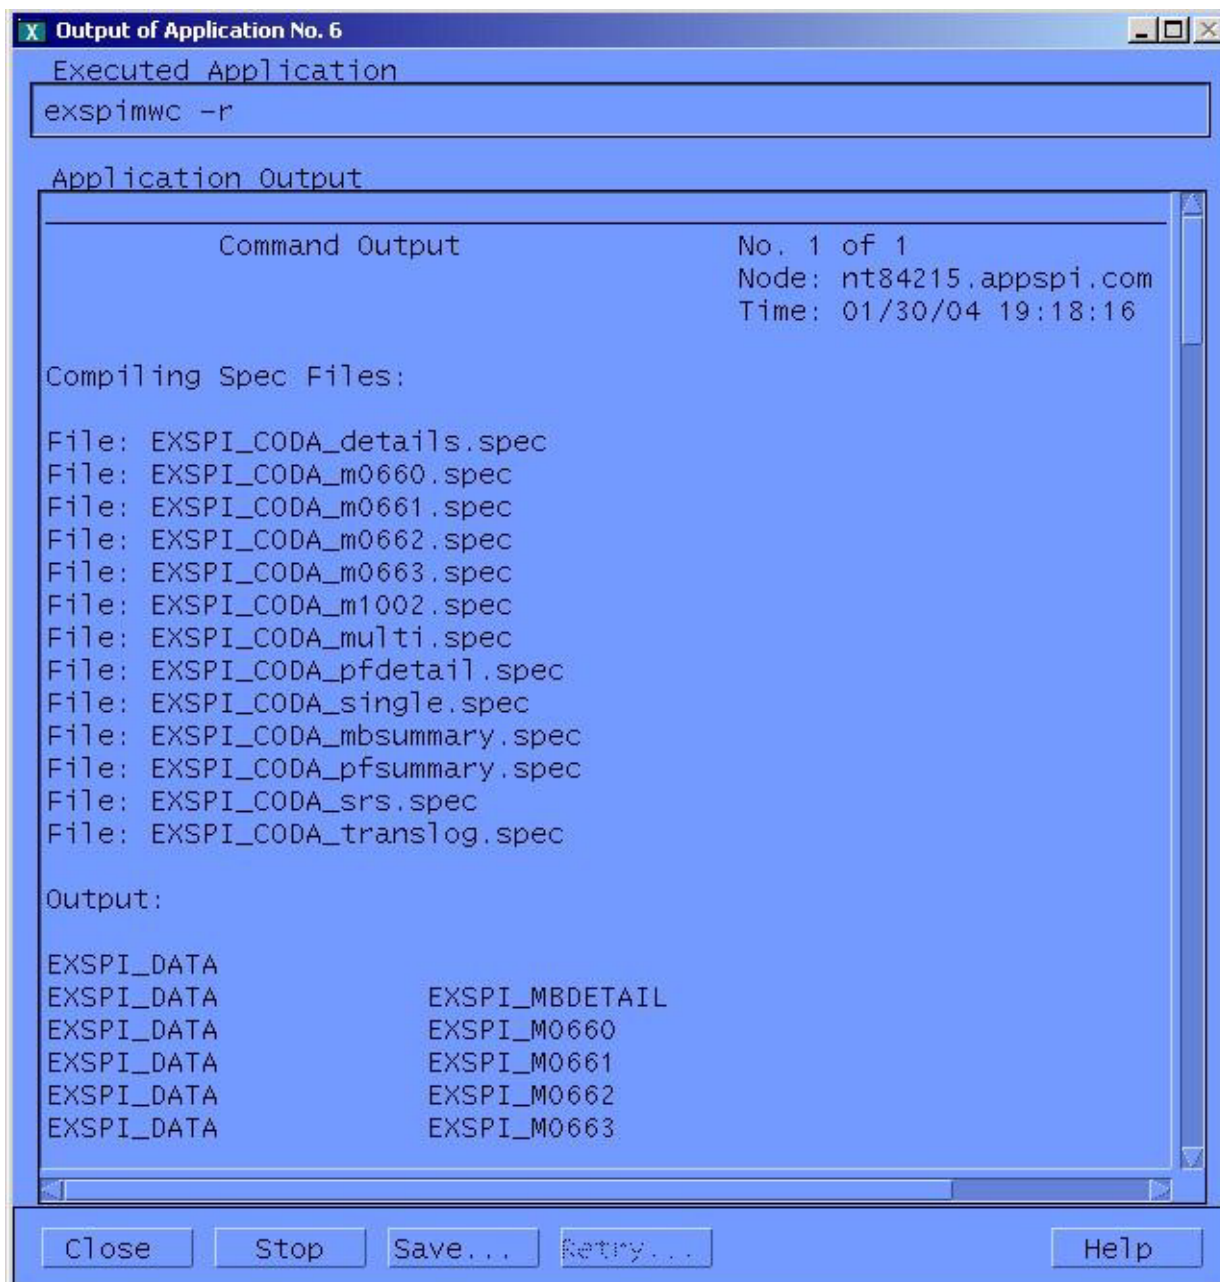 Output of Application No. 6
Executed Application
exspimwc -r
Application Output
Command Output No. 1 of 1
Node: nt84215.appspi.com
Time: 01/30/04 19:18:16
Compiling Spec Files:
File: EXSPI_CODA_details.spec
File: EXSPI_CODA_m0660.spec
File: EXSPI_CODA_m0661.spec
File: EXSPI_CODA_m0662.spec
File: EXSPI_CODA_m0663.spec
File: EXSPI_CODA_m1002.spec
File: EXSPI_CODA_multi.spec
File: EXSPI_CODA_pfdetail.spec
File: EXSPI_CODA_single.spec
File: EXSPI_CODA_mbsummary.spec
File: EXSPI_CODA_pfsummary.spec
File: EXSPI_CODA_srs.spec
File: EXSPI_CODA_translog.spec
Output:
EXSPI_DATA
EXSPI_DATA EXSPI_MBDETAIL
EXSPI_DATA EXSPI_M0660
EXSPI_DATA EXSPI_M0661
EXSPI_DATA EXSPI_M0662
EXSPI_DATA EXSPI_M0663
Close Stop Save... Retry... Help